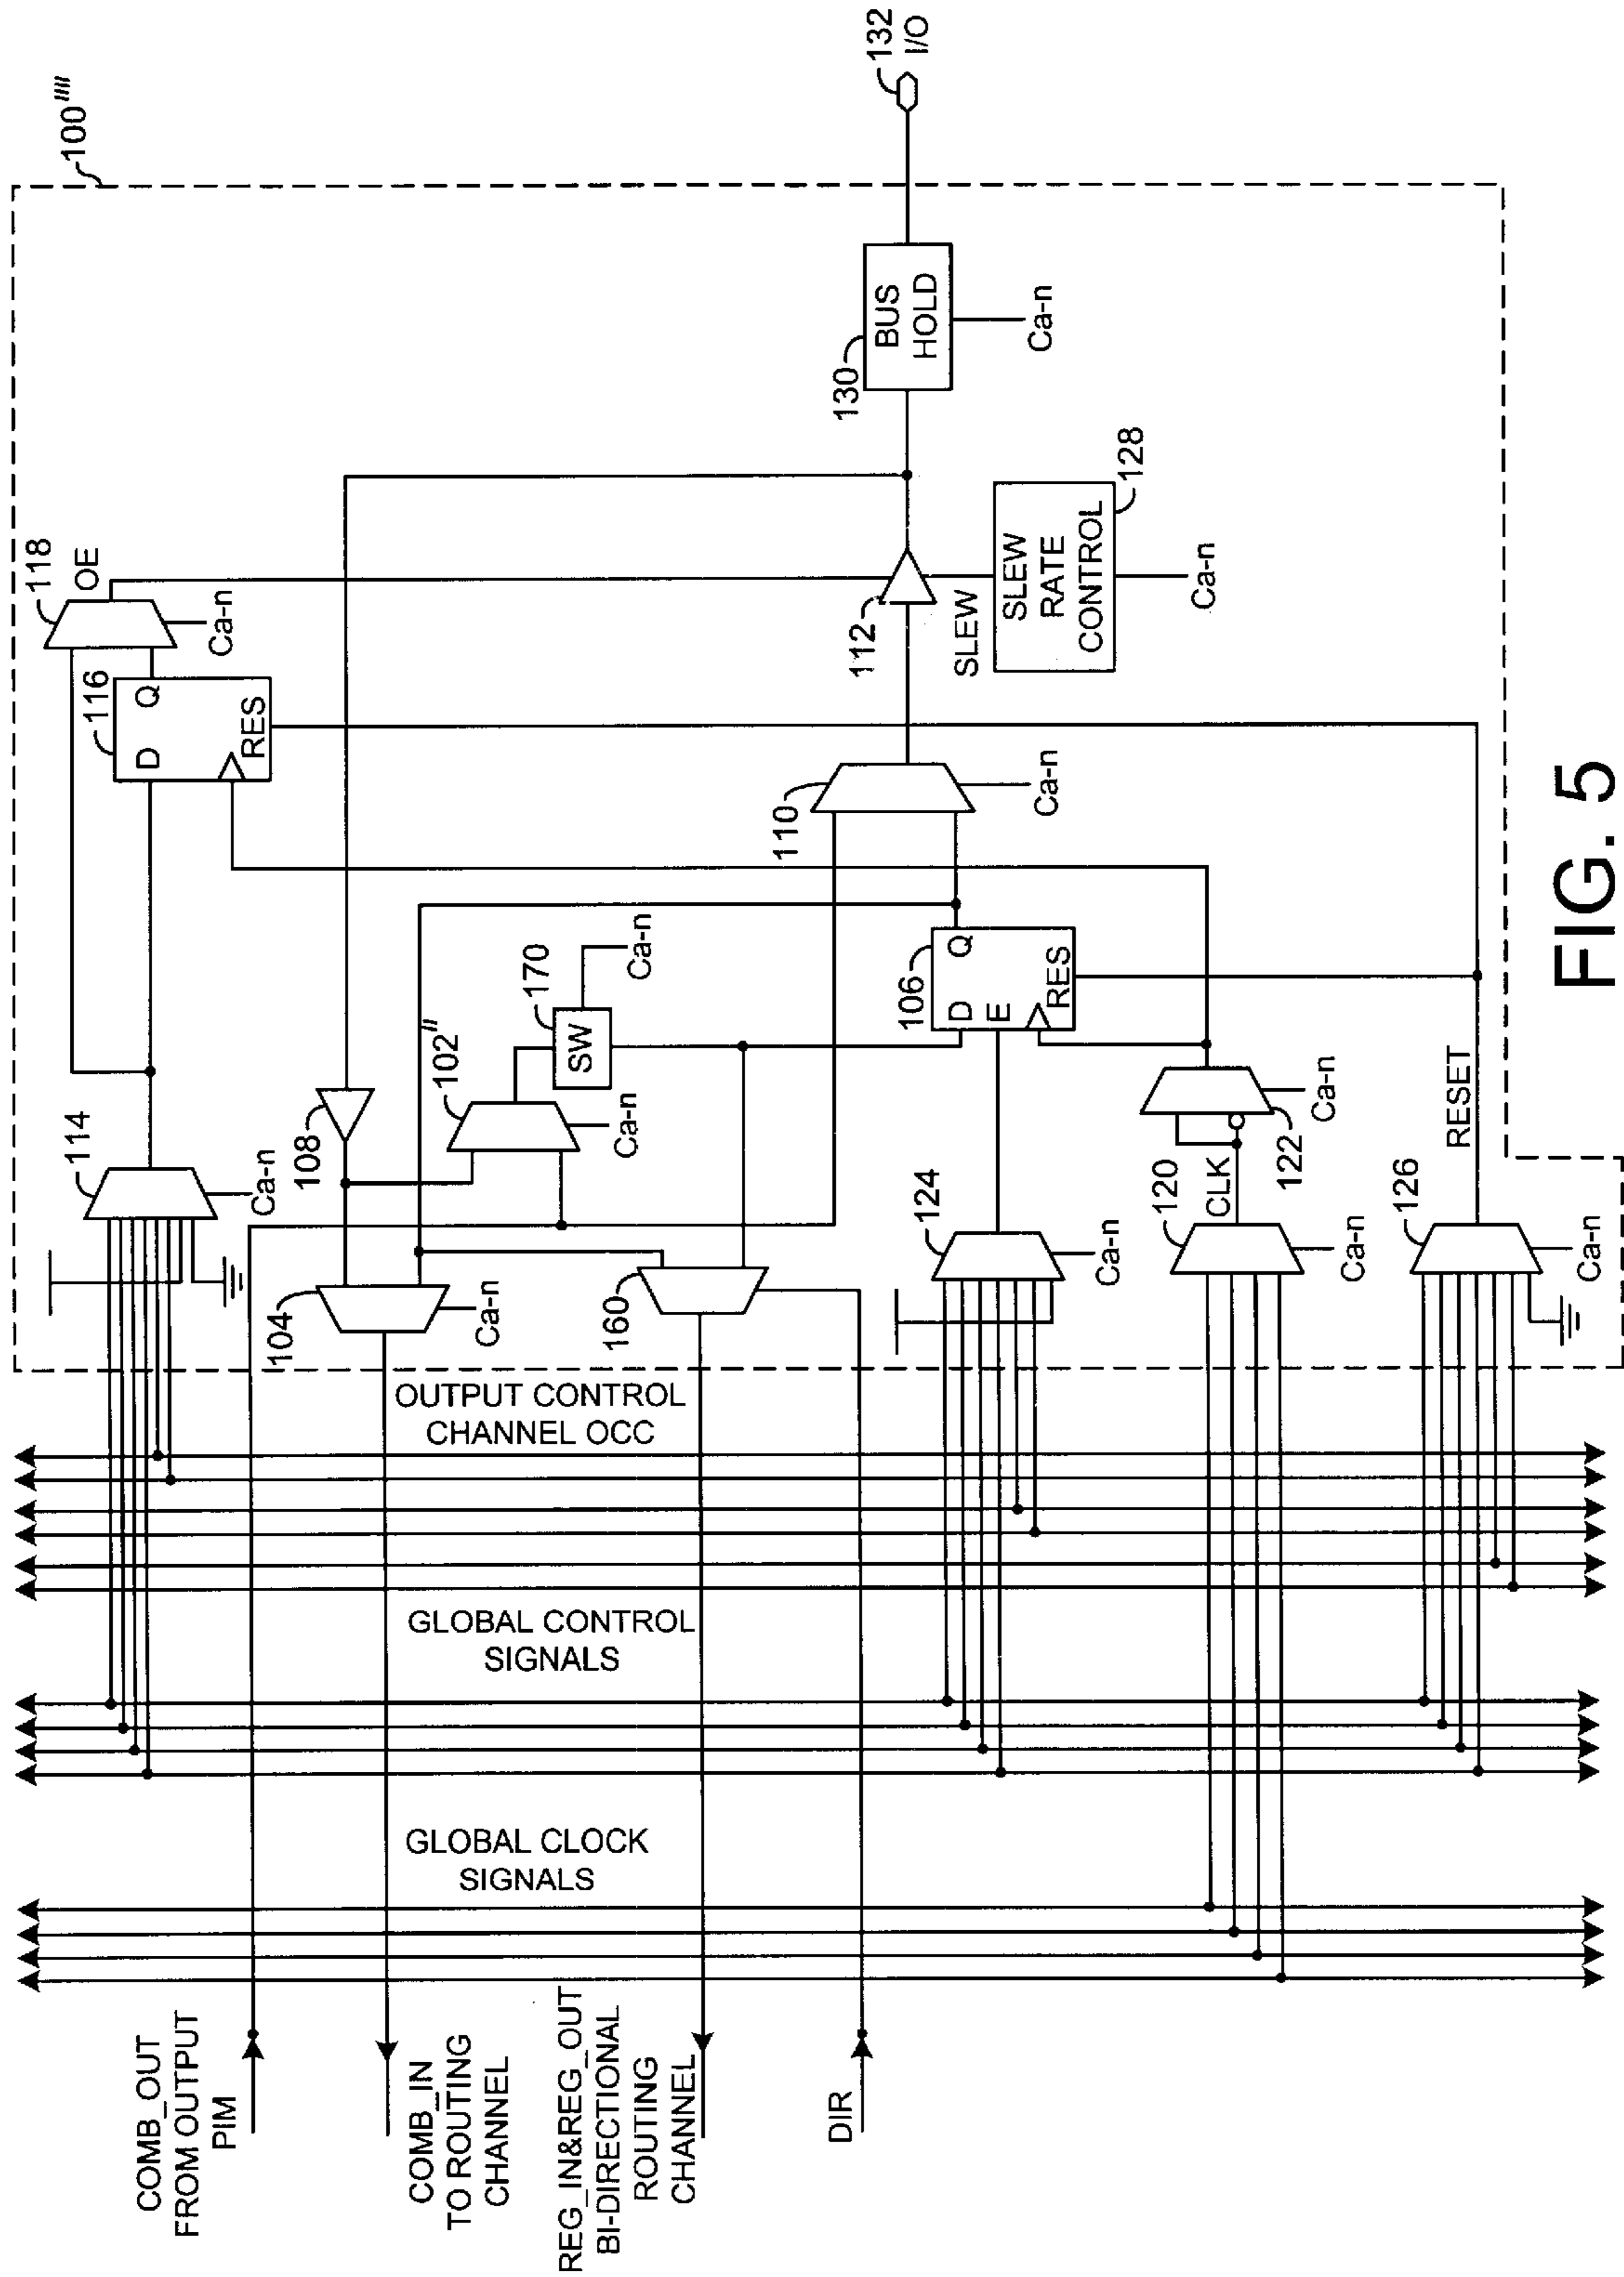 100''''
118
OE
Ca-n
116
D
Q
RES
114
Ca-n
108
102''
Ca-n
170
SW
Ca-n
104
Ca-n
160
110
Ca-n
112
SLEW
SLEW
RATE
CONTROL
128
Ca-n
130
BUS
HOLD
Ca-n
132
I/O
106
D
Q
E
RES
124
Ca-n
120
CLK
Ca-n
122
Ca-n
126
RESET
Ca-n
OUTPUT CONTROL
CHANNEL OCC
GLOBAL CONTROL
SIGNALS
GLOBAL CLOCK
SIGNALS
COMB_OUT
FROM OUTPUT
PIM
COMB_IN
TO ROUTING
CHANNEL
REG_IN&REG_OUT
BI-DIRECTIONAL
ROUTING
CHANNEL
DIR
FIG. 5